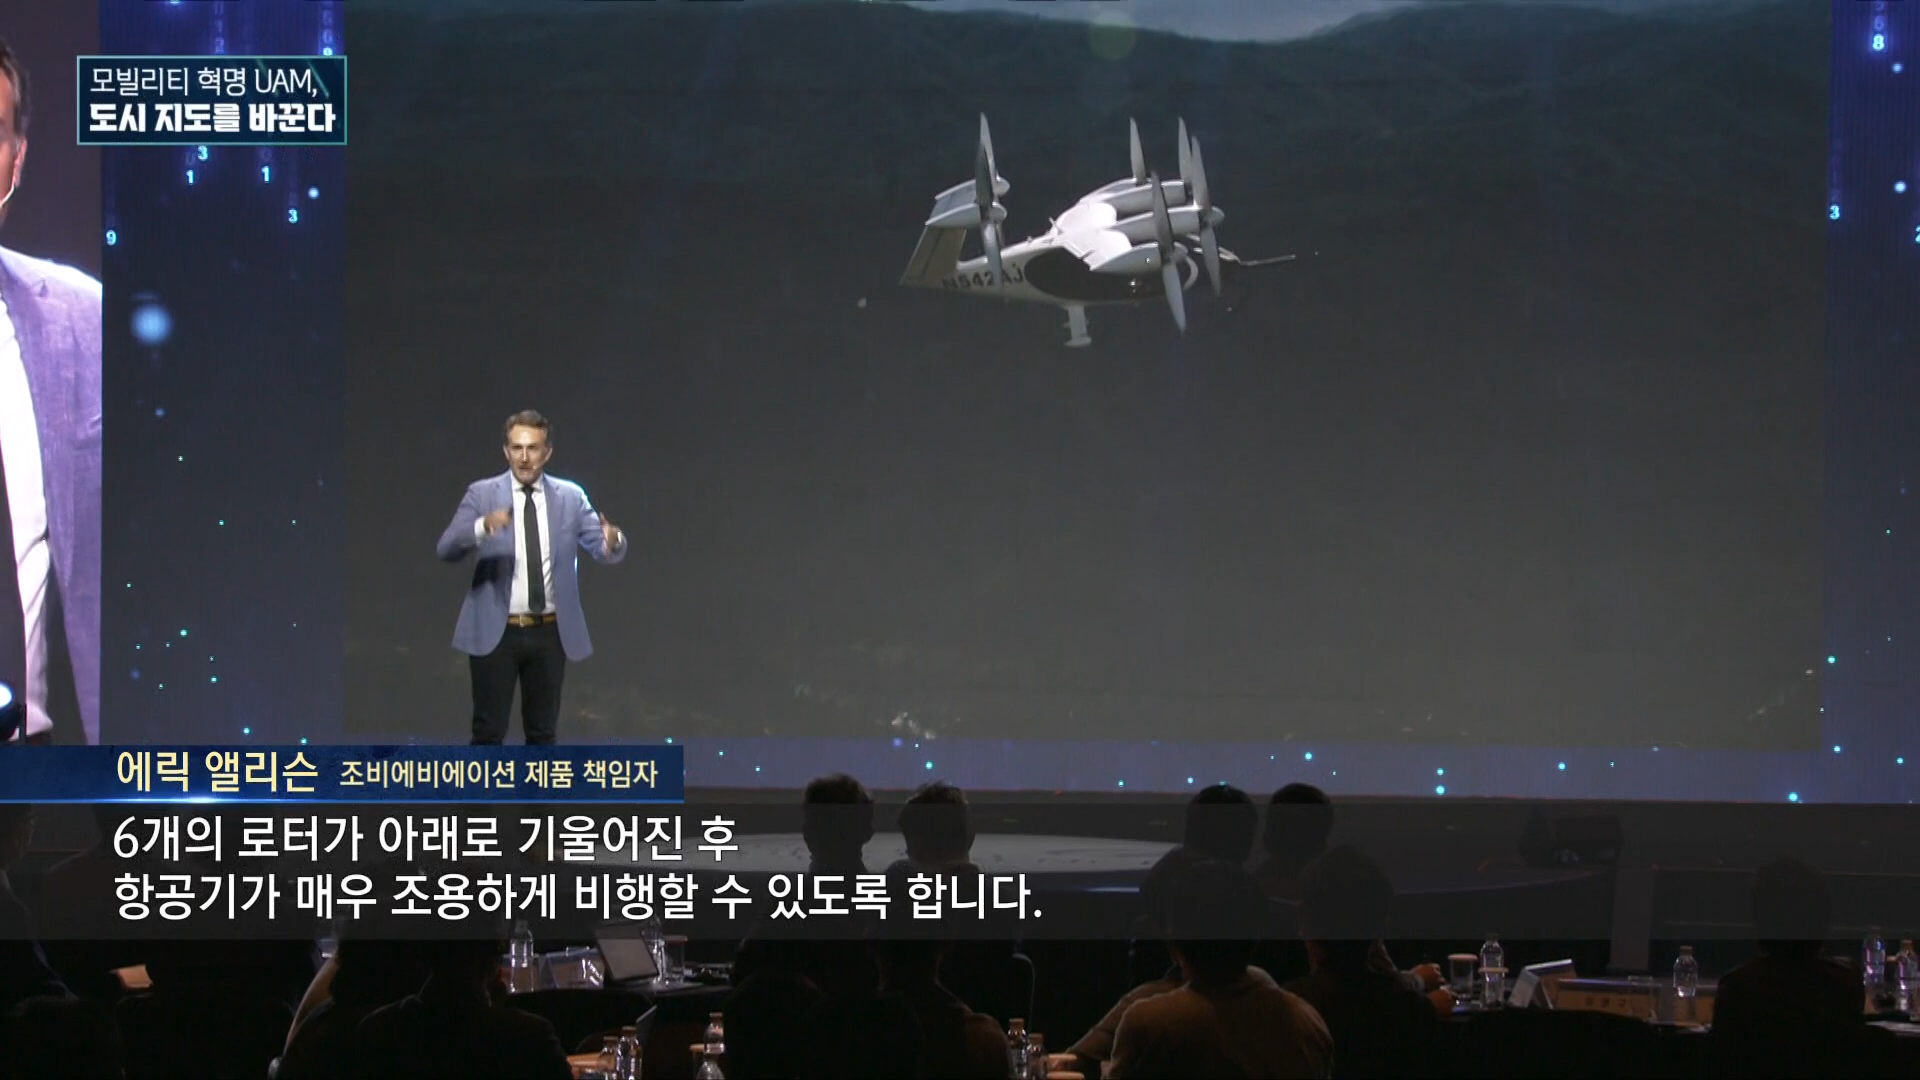 모빌리티 혁명 UAM,
도시 지도를 바꾼다
N542AJ
에릭 앨리슨 조비에비에이션 제품 책임자
6개의 로터가 아래로 기울어진 후
항공기가 매우 조용하게 비행할 수 있도록 합니다.